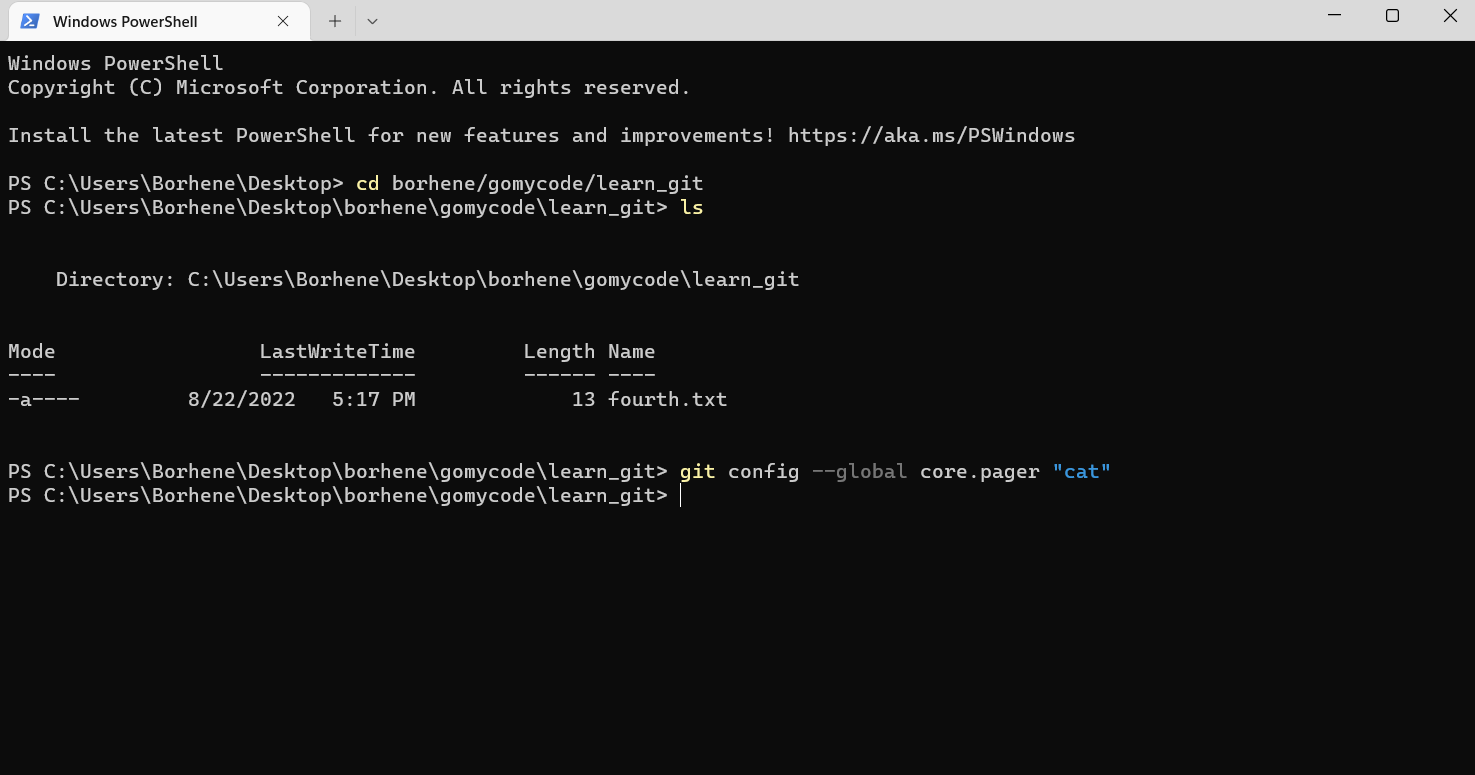 Windows PowerShell
Windows PowerShell
Copyright (C) Microsoft Corporation. All rights reserved.
Install the latest PowerShell for new features and improvements! https://aka.ms/PSWindows
PS C:\Users\Borhene\Desktop> cd borhene/gomycode/learn_git
PS C:\Users\Borhene\Desktop\borhene\gomycode\learn_git> ls
    Directory: C:\Users\Borhene\Desktop\borhene\gomycode\learn_git
Mode                 LastWriteTime         Length Name
----                 -------------         ------ ----
-a----         8/22/2022   5:17 PM             13 fourth.txt
PS C:\Users\Borhene\Desktop\borhene\gomycode\learn_git> git config --global core.pager "cat"
PS C:\Users\Borhene\Desktop\borhene\gomycode\learn_git>